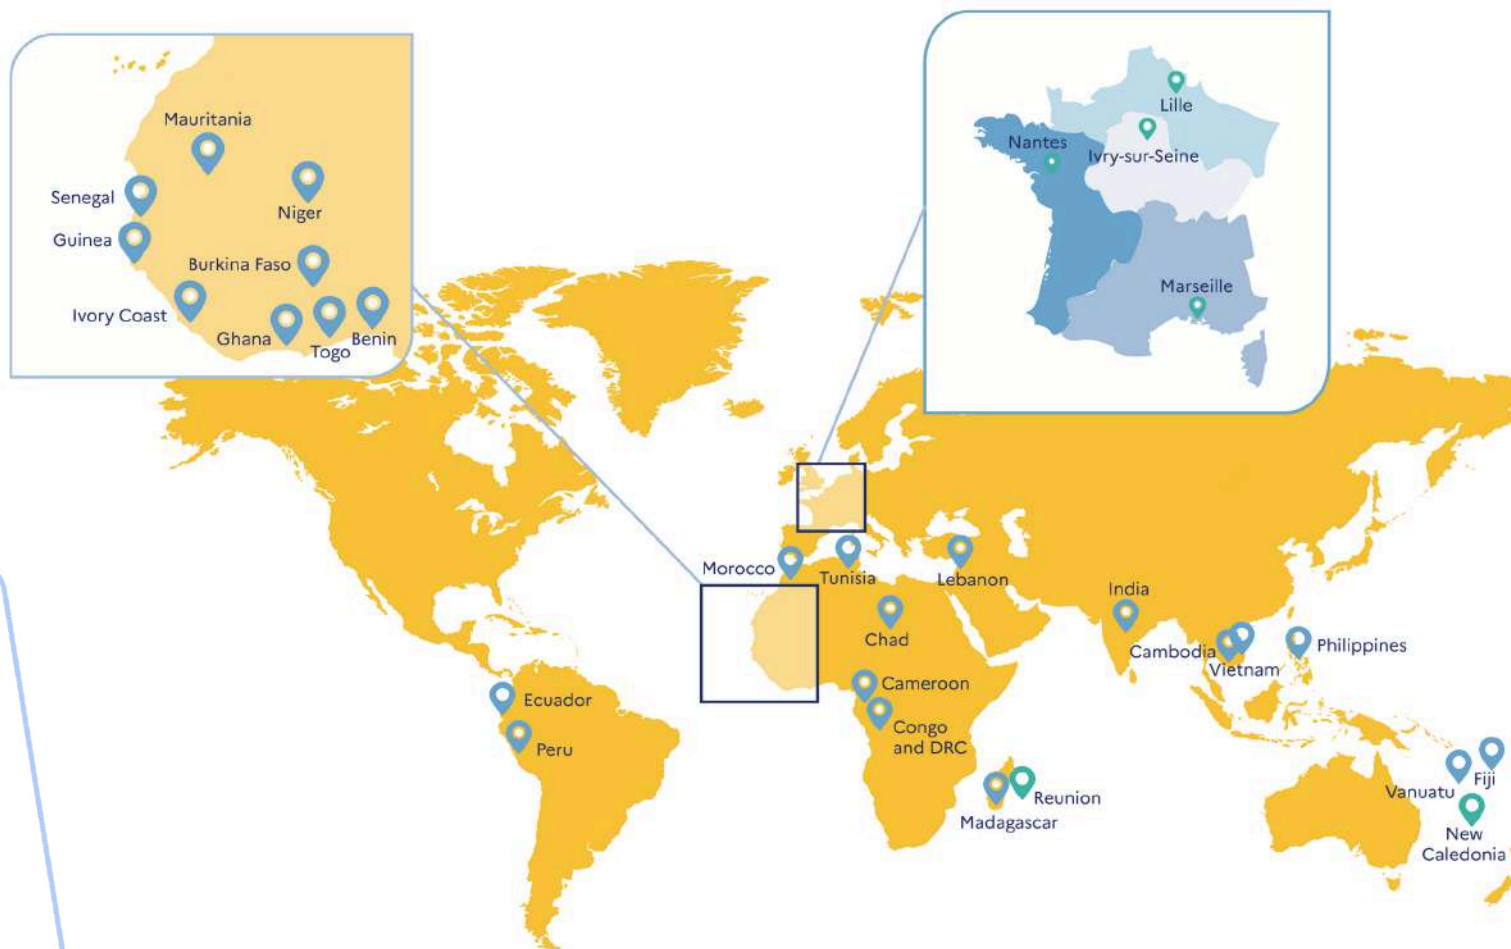 Mauritania
Senegal
Niger
Guinea
Burkina Faso
Ivory Coast
Ghana
Togo
Benin
Lille
Nantes
Ivry-sur-Seine
Marseille
Morocco
Tunisia
Lebanon
India
Chad
Cambodia
Vietnam
Philippines
Cameroon
Ecuador
Congo
and DRC
Peru
Reunion
Madagascar
Vanuatu
Fiji
New
Caledonia